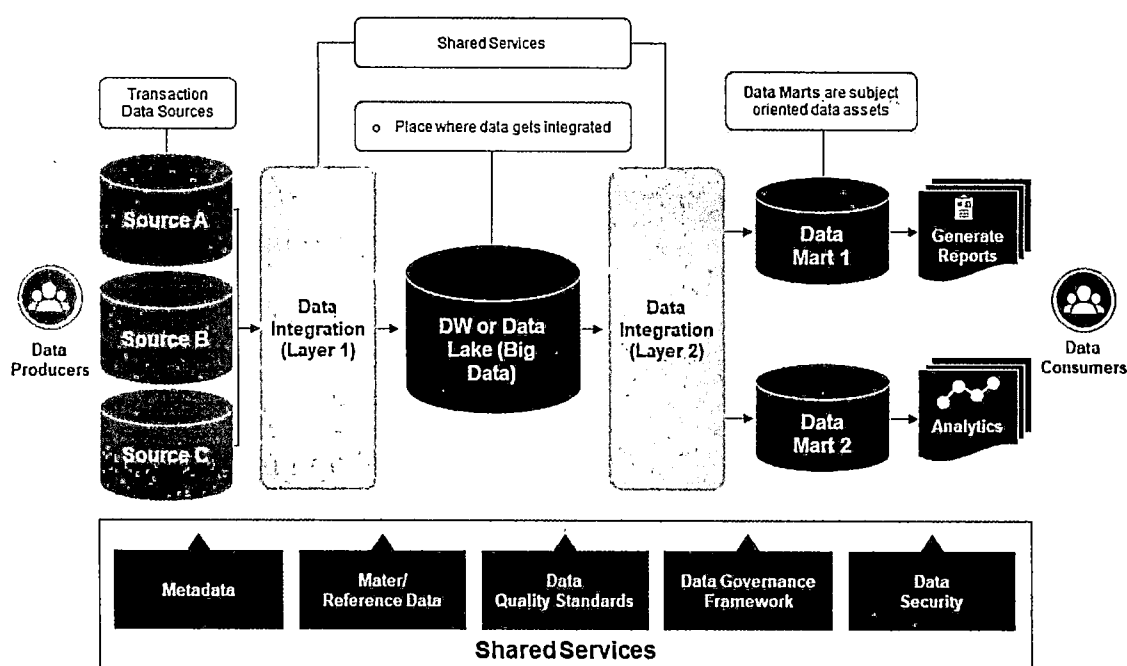 Shared Services
Transaction
Data Sources
Place where data gets integrated
Data Marts are subject
oriented data assets
Source A
Source B
Source C
Data
Producers
Data
Integration
(Layer 1)
DW or Data
Lake (Big
Data)
Data
Integration
(Layer 2)
Data
Mart 1
Generate
Reports
Data
Mart 2
Analytics
Data
Consumers
Metadata
Mater/
Reference Data
Data
Quality Standards
Data Governance
Framework
Data
Security
Shared Services